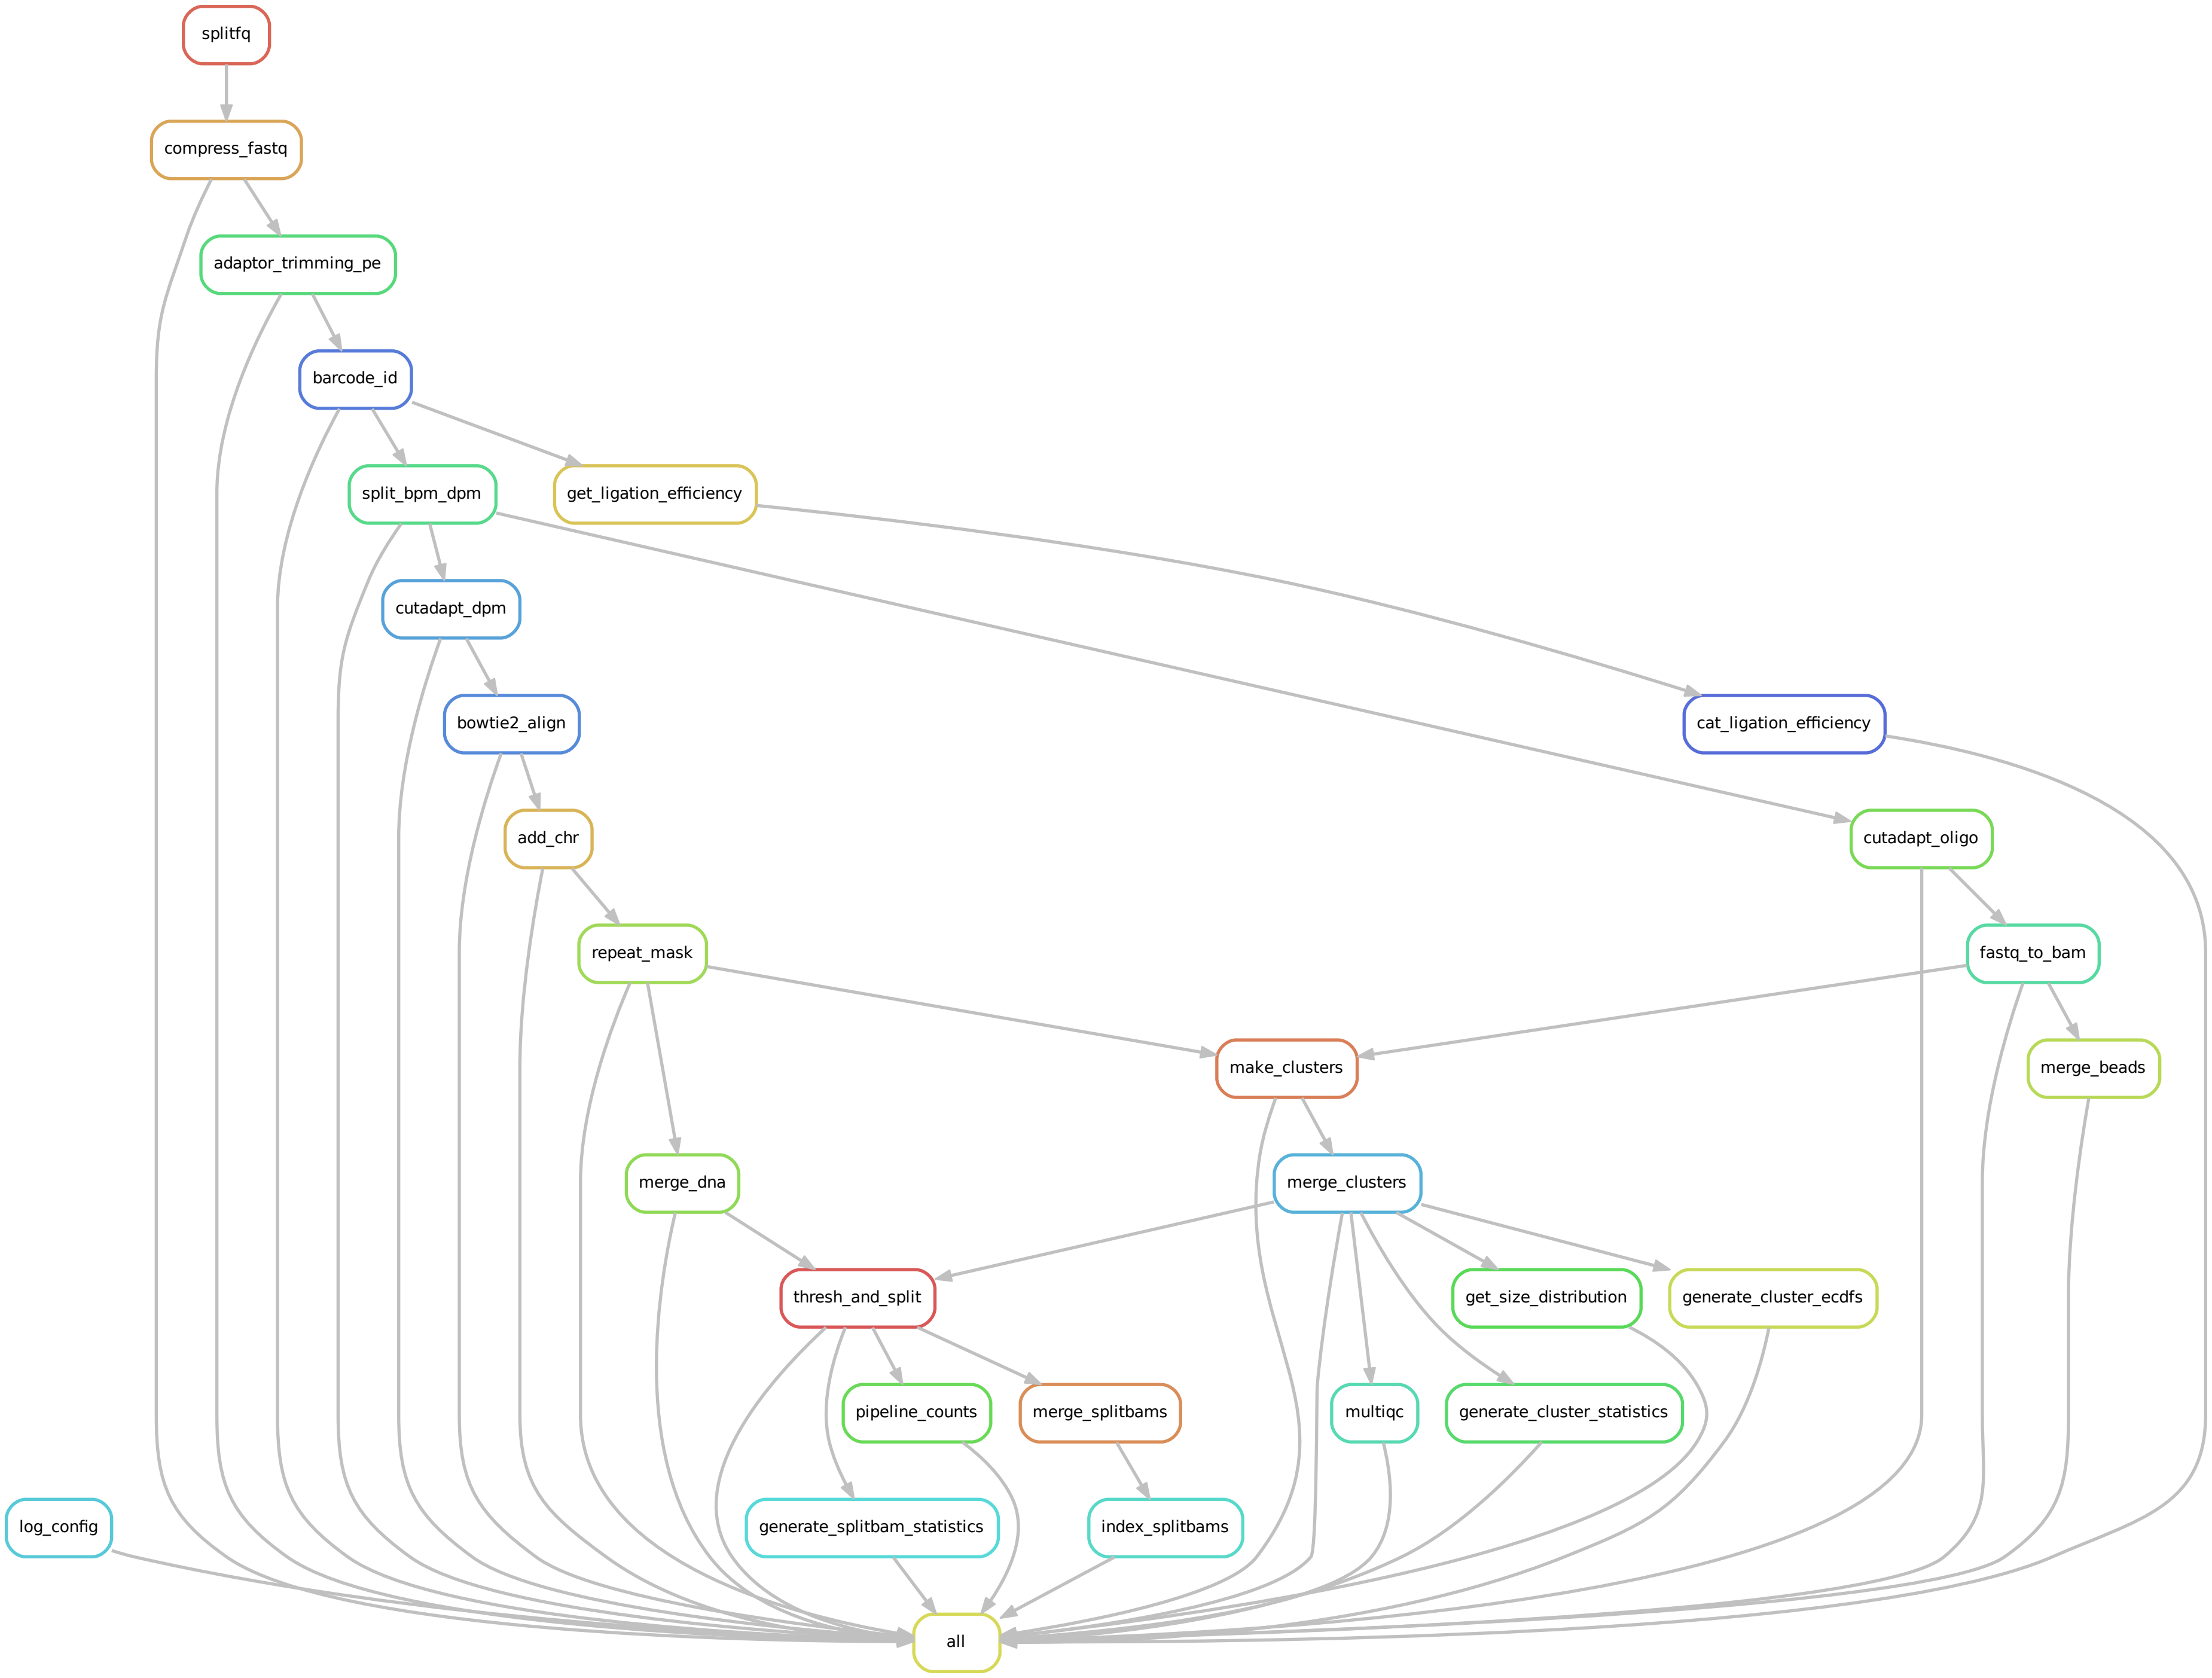 splitfq
compress_fastq
adaptor_trimming_pe
barcode_id
split_bpm_dpm
get_ligation_efficiency
cutadapt_dpm
bowtie2_align
cat_ligation_efficiency
add_chr
cutadapt_oligo
repeat_mask
fastq_to_bam
make_clusters
merge_beads
merge_dna
merge_clusters
thresh_and_split
get_size_distribution
generate_cluster_ecdfs
pipeline_counts
merge_splitbams
multiqc
generate_cluster_statistics
log_config
generate_splitbam_statistics
index_splitbams
all